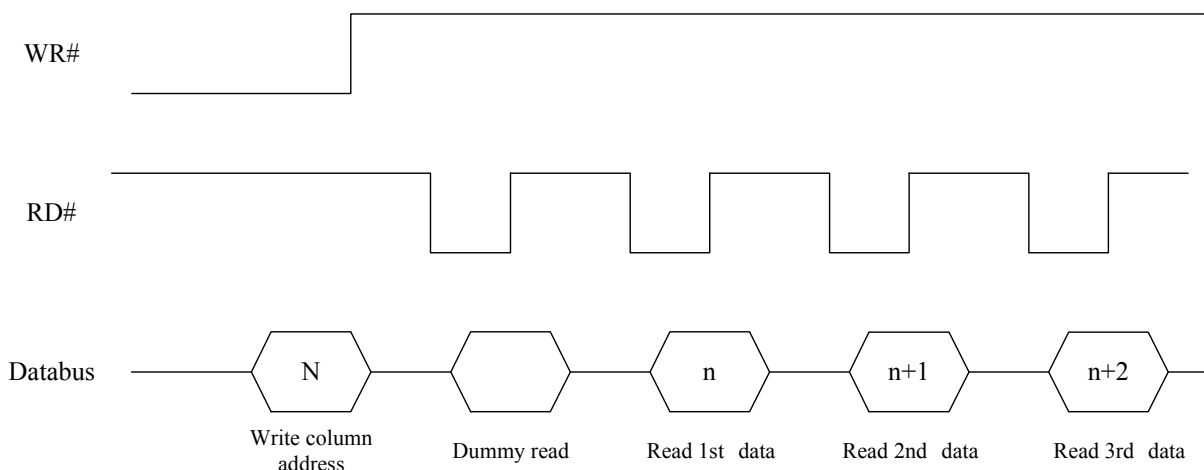 WR#
RD#
Databus
N
n
n+1
n+2
Write column
address
Dummy read
Read 1st data
Read 2nd data
Read 3rd data